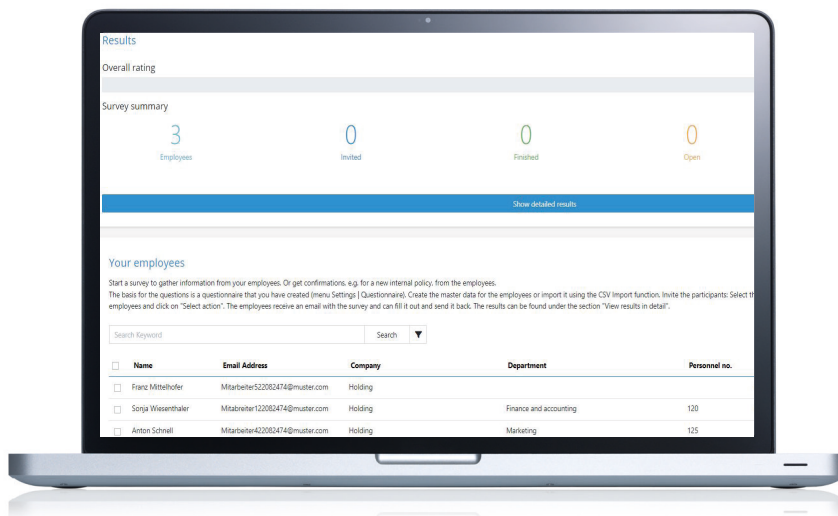 Results
Overall rating
Survey summary
3 0 0 0
Employees Invited Finished Open
Show detailed results
Your employees
Start a survey to gather information from your employees. Or get confirmations, e.g. for a new internal policy, from the employees.
The basis for the questions is a questionnaire that you have created (menu Settings | Questionnaire). Create the master data for the employees or import it using the CSV Import function. Invite the participants: Select th
employees and click on "Select action". The employees receive an email with the survey and can fill it out and send it back. The results can be found under the section "View results in detail".
Search Keyword Search
Name Email Address Company Department Personnel no.
Franz Mittelhofer Mitarbeiter522082474@muster.com Holding
Sonja Wiesenthaler Mitabreiter122082474@muster.com Holding Finance and accounting 120
Anton Schnell Mitarbeiter422082474@muster.com Holding Marketing 125